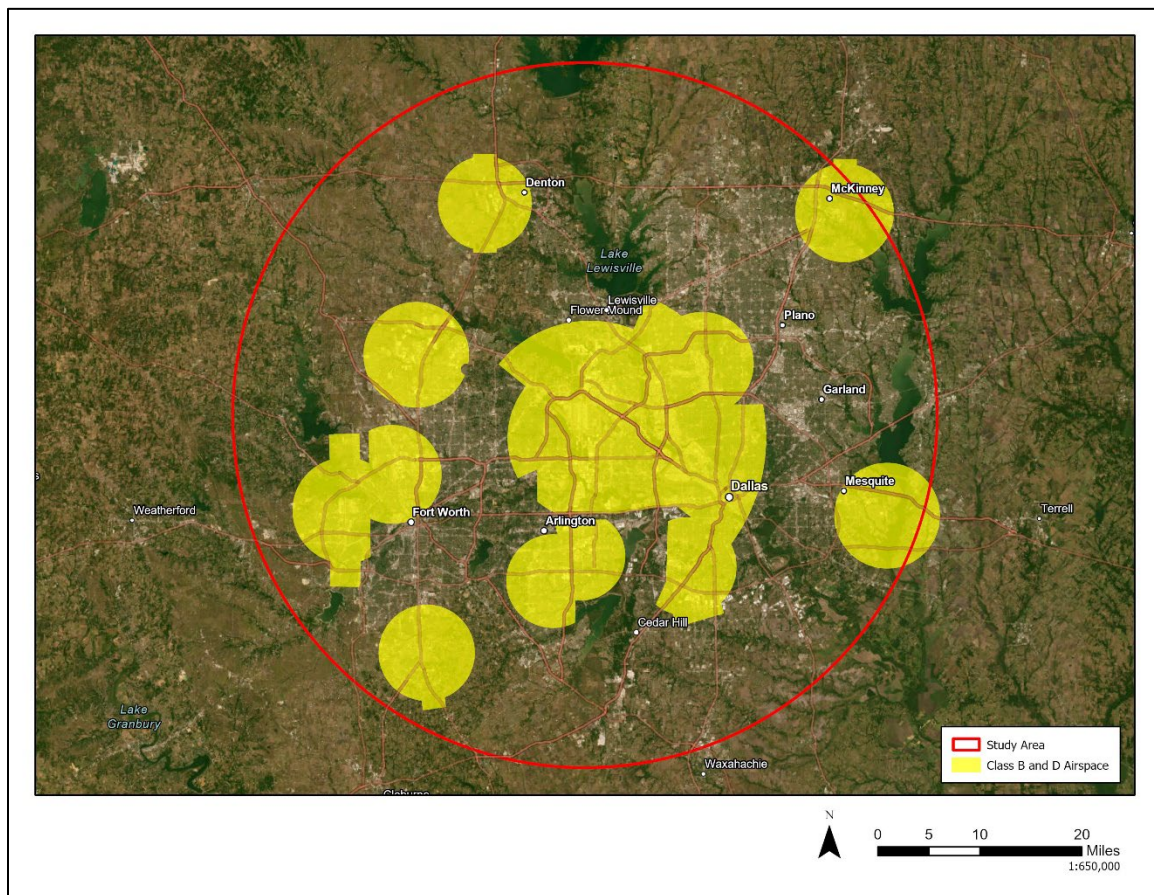 Denton
McKinney
Lake
Lewisville
Lewisville
Flower Mound
Plano
Garland
Mesquite
Dallas
Terrell
Weatherford
Fort Worth
Arlington
Cedar Hill
Lake
Granbury
Waxahachie
Study Area
Class B and D Airspace
N
0 5 10 20
Miles
1:650,000